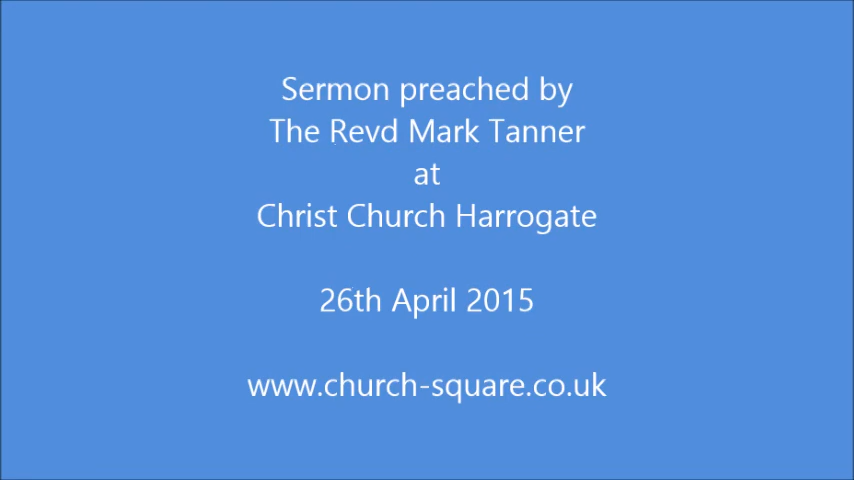 Sermon preached by
The Revd Mark Tanner
at
Christ Church Harrogate
26th April 2015
www.church-square.co.uk